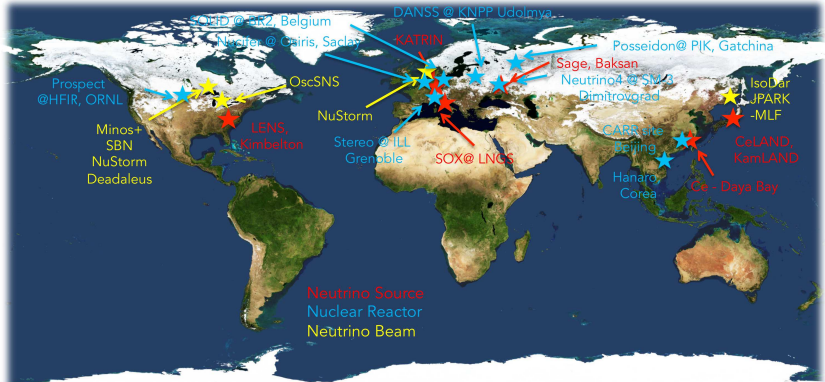 SOLID @ BR2, Belgium
DANSS @ KNPP Udolmya
Nucifer @ Osiris, Saclay
KATRIN
Posseidon@ PIK, Gatchina
Prospect
@HFIR, ORNL
OscSNS
Sage, Baksan
Neutrino4 @ SM-3
Dimitrovgrad
IsoDar
JPARK
-MLF
NuStorm
Minos+
SBN
NuStorm
Deadaleus
LENS,
Kimbelton
Stereo @ ILL
Grenoble
SOX@ LNGS
CARR
Beijing
CeLAND,
KamLAND
Hanaro
Corea
Ce - Daya Bay
Neutrino Source
Nuclear Reactor
Neutrino Beam